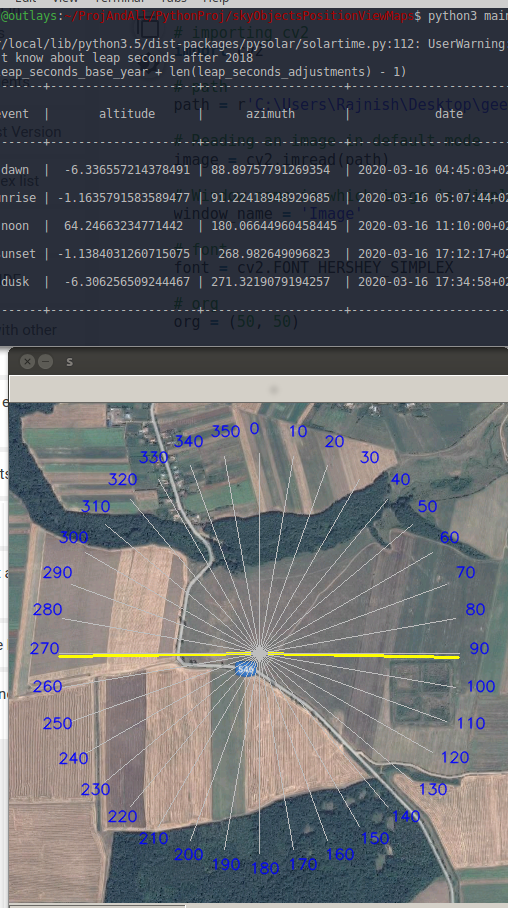 Edit View Terminal Tabs Help
@outlays:~/ProjAndAll/PythonProj/skyObjectsPositionViewMaps$ python3 main
r/local/lib/python3.5/dist-packages/pysolar/solartime.py:112: UserWarning
t know about leap seconds after 2018
eap_seconds_base_year + len(leap_seconds_adjustments) - 1)
vent | altitude | azimuth | date
dawn | -6.336557214378491 | 88.89757791269354 | 2020-03-16 04:45:03+02
nrise | -1.1635791583589477 | 91.2241894892968 | 2020-03-16 05:07:44+02
noon | 64.24663234771442 | 180.06644960458445 | 2020-03-16 11:10:00+02
unset | -1.1384031260715075 | 268.982649096823 | 2020-03-16 17:12:17+02
dusk | -6.306256509244467 | 271.3219079194257 | 2020-03-16 17:34:58+02
# importing cv2
# path
path = r'C:\Users\Rajnish\Desktop\gee
# Reading an image in default mode
image = cv2.imread(path)
window_name = 'Image'
# font
font = cv2.FONT_HERSHEY_SIMPLEX
# org
org = (50, 50)
st Version
ex list
with other
s
350 0 10
340 20
330 30
320 40
310 50
300 60
290 70
280 80
270 90
260 100
250 110
240 120
230 130
220 140
210 150
200 160
190 180 170
546